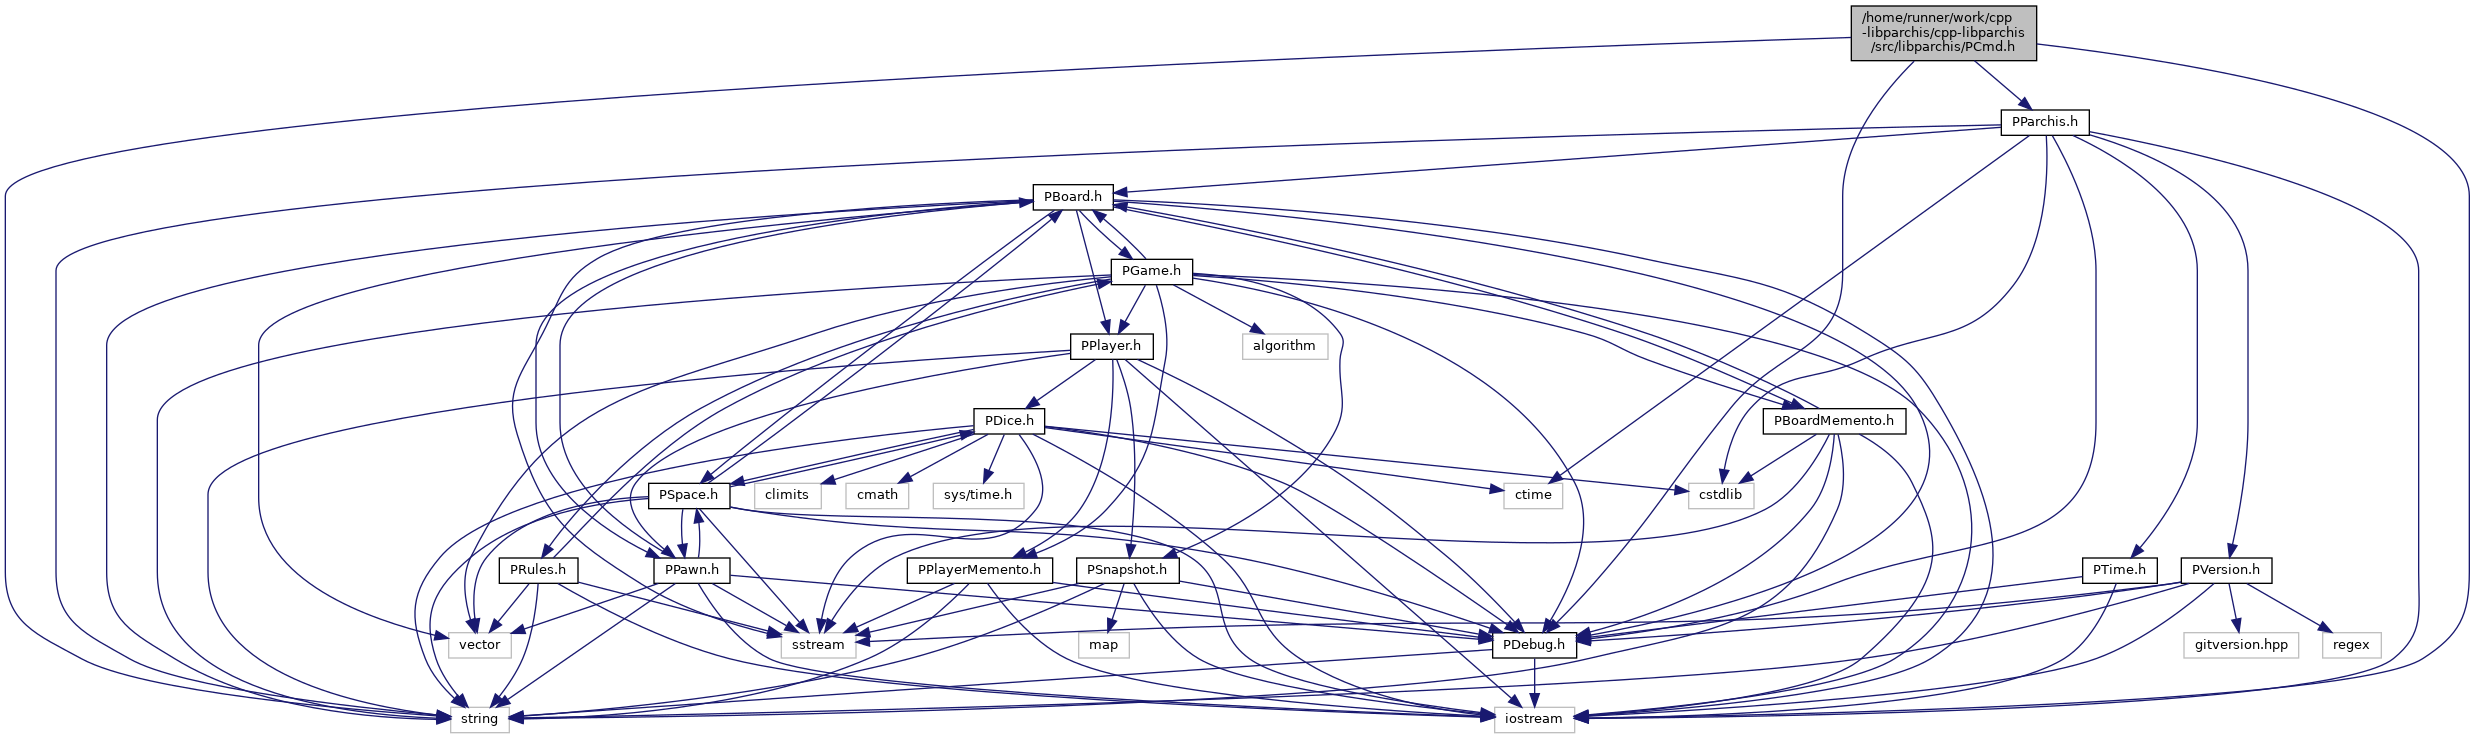 /home/runner/work/cpp
-libparchis/cpp-libparchis
/src/libparchis/PCmd.h
PParchis.h
PBoard.h
PGame.h
PPlayer.h
algorithm
PDice.h
PBoardMemento.h
PSpace.h
climits
cmath
sys/time.h
ctime
cstdlib
PRules.h
PPawn.h
PPlayerMemento.h
PSnapshot.h
PTime.h
PVersion.h
vector
sstream
map
PDebug.h
gitversion.hpp
regex
string
iostream